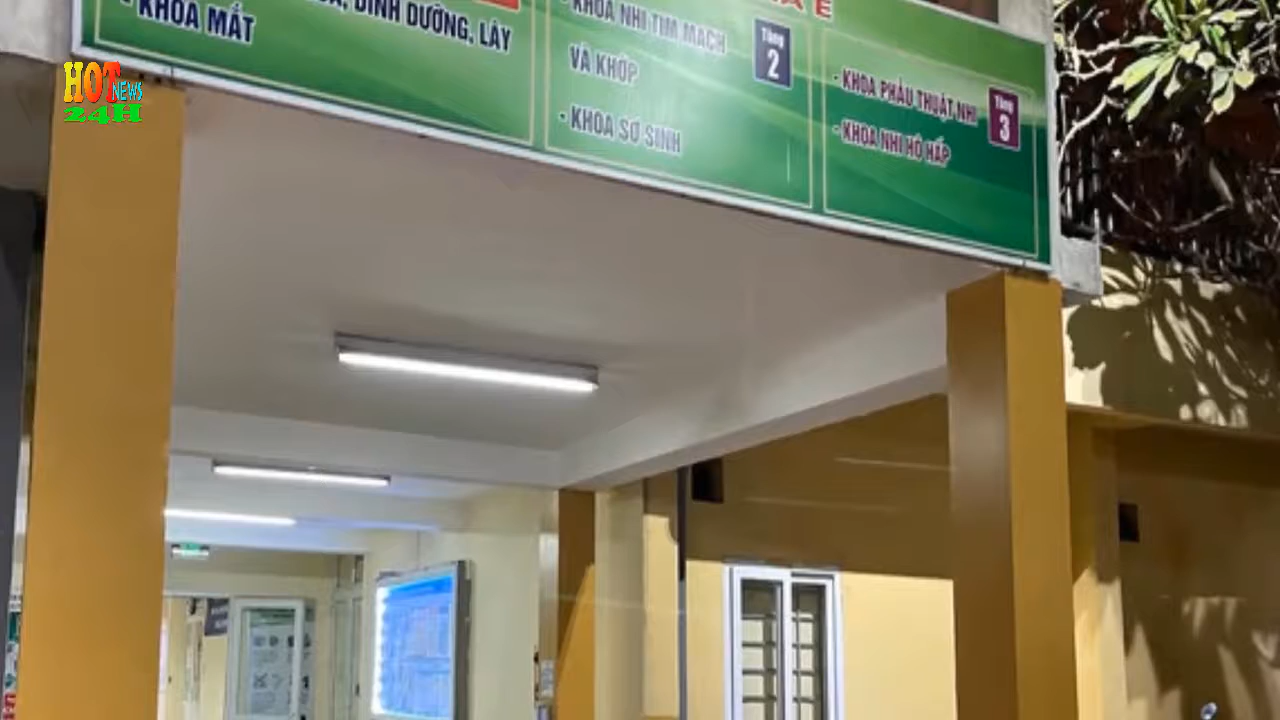 - KHOA MẮT
, DINH DƯỠNG, LÂY
- KHOA NHI TIM MẠCH
VÀ KHỚP
- KHOA SƠ SINH
Tầng
2
E
- KHOA PHẪU THUẬT NHI
- KHOA NHI HÔ HẤP
Tầng
3
HOT NEWS
24H